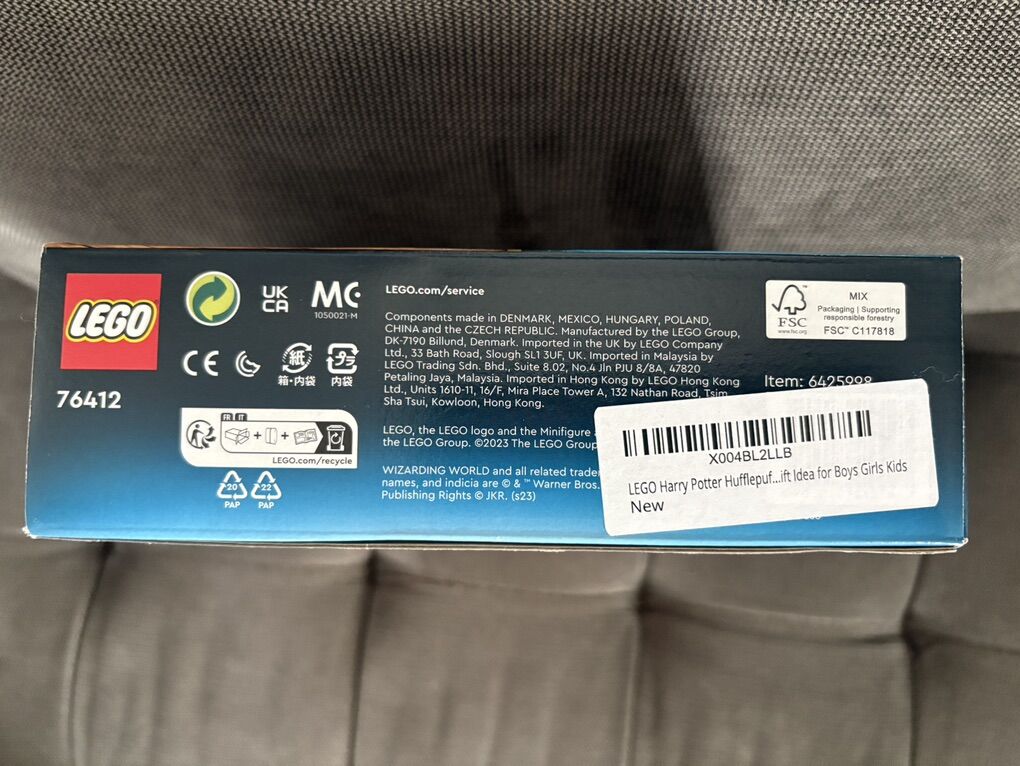 LEGO
76412
UK
CA
MC
1050021-M
CE
紙
箱・内袋
プラ
内袋
FR IT
+ +
LEGO.com/recycle
20
PAP
22
PAP
LEGO.com/service
Components made in DENMARK, MEXICO, HUNGARY, POLAND,
CHINA and the CZECH REPUBLIC. Manufactured by the LEGO Group,
DK-7190 Billund, Denmark. Imported in the UK by LEGO Company
Ltd., 33 Bath Road, Slough SL1 3UF, UK. Imported in Malaysia by
LEGO Trading Sdn. Bhd., Suite 8.02, No.4 Jln PJU 8/8A, 47820
Petaling Jaya, Malaysia. Imported in Hong Kong by LEGO Hong Kong
Ltd., Units 1610-11, 16/F, Mira Place Tower A, 132 Nathan Road, Tsim
Sha Tsui, Kowloon, Hong Kong.
LEGO, the LEGO logo and the Minifigure
the LEGO Group. ©2023 The LEGO Group
WIZARDING WORLD and all related
names, and indicia are © & ™ Warner Bros.
Publishing Rights © JKR. (s23)
FSC
www.fsc.org
MIX
Packaging | Supporting
responsible forestry
FSC™ C117818
Item: 6425998
X004BL2LLB
LEGO Harry Potter Hufflepuf...ift Idea for Boys Girls Kids
New